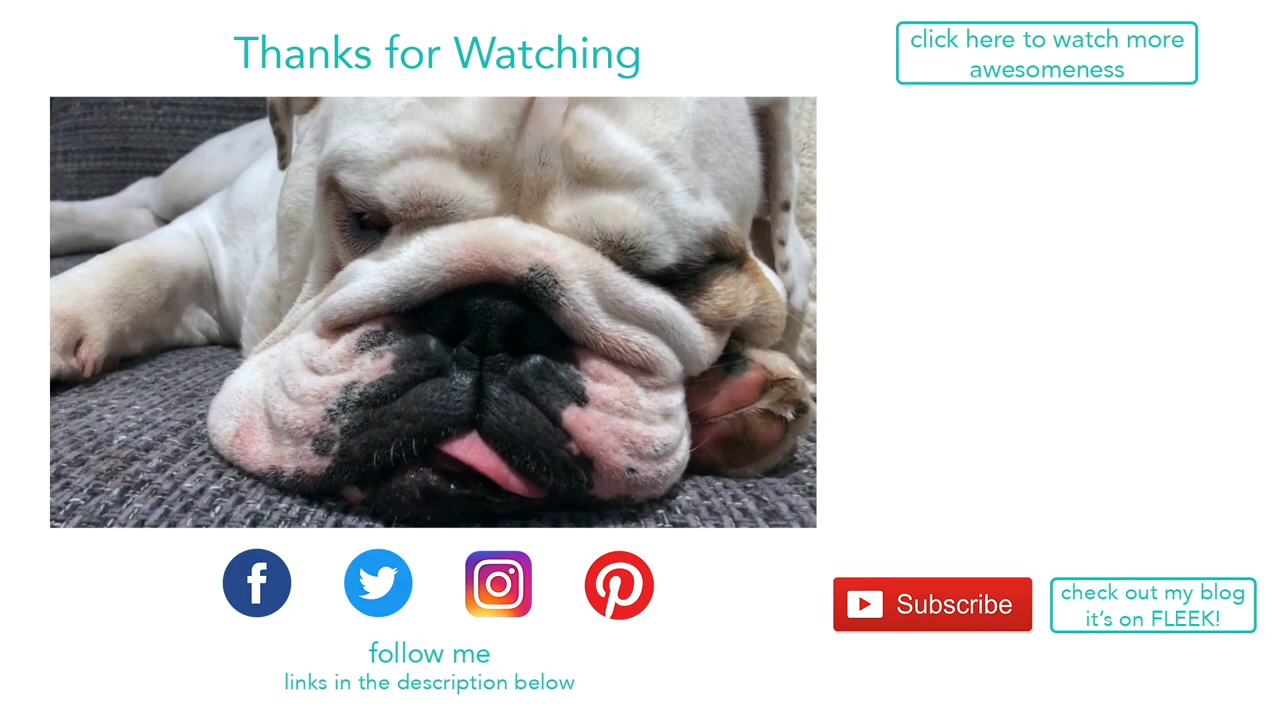 Thanks for Watching
click here to watch more
awesomeness
Subscribe
check out my blog
it's on FLEEK!
follow me
links in the description below